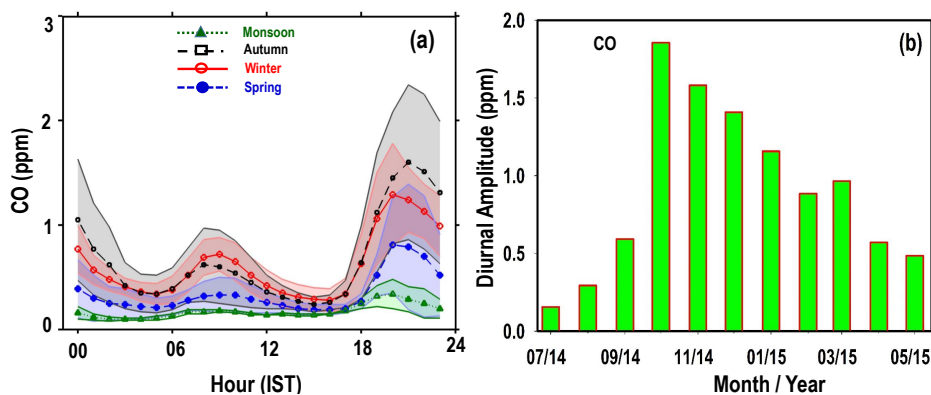 3
2
1
0
CO (ppm)
(a)
Monsoon
Autumn
Winter
Spring
00
06
12
18
24
Hour (IST)
2.0
1.5
1.0
0.5
0.0
Diurnal Amplitude (ppm)
CO
(b)
07/14
09/14
11/14
01/15
03/15
05/15
Month / Year